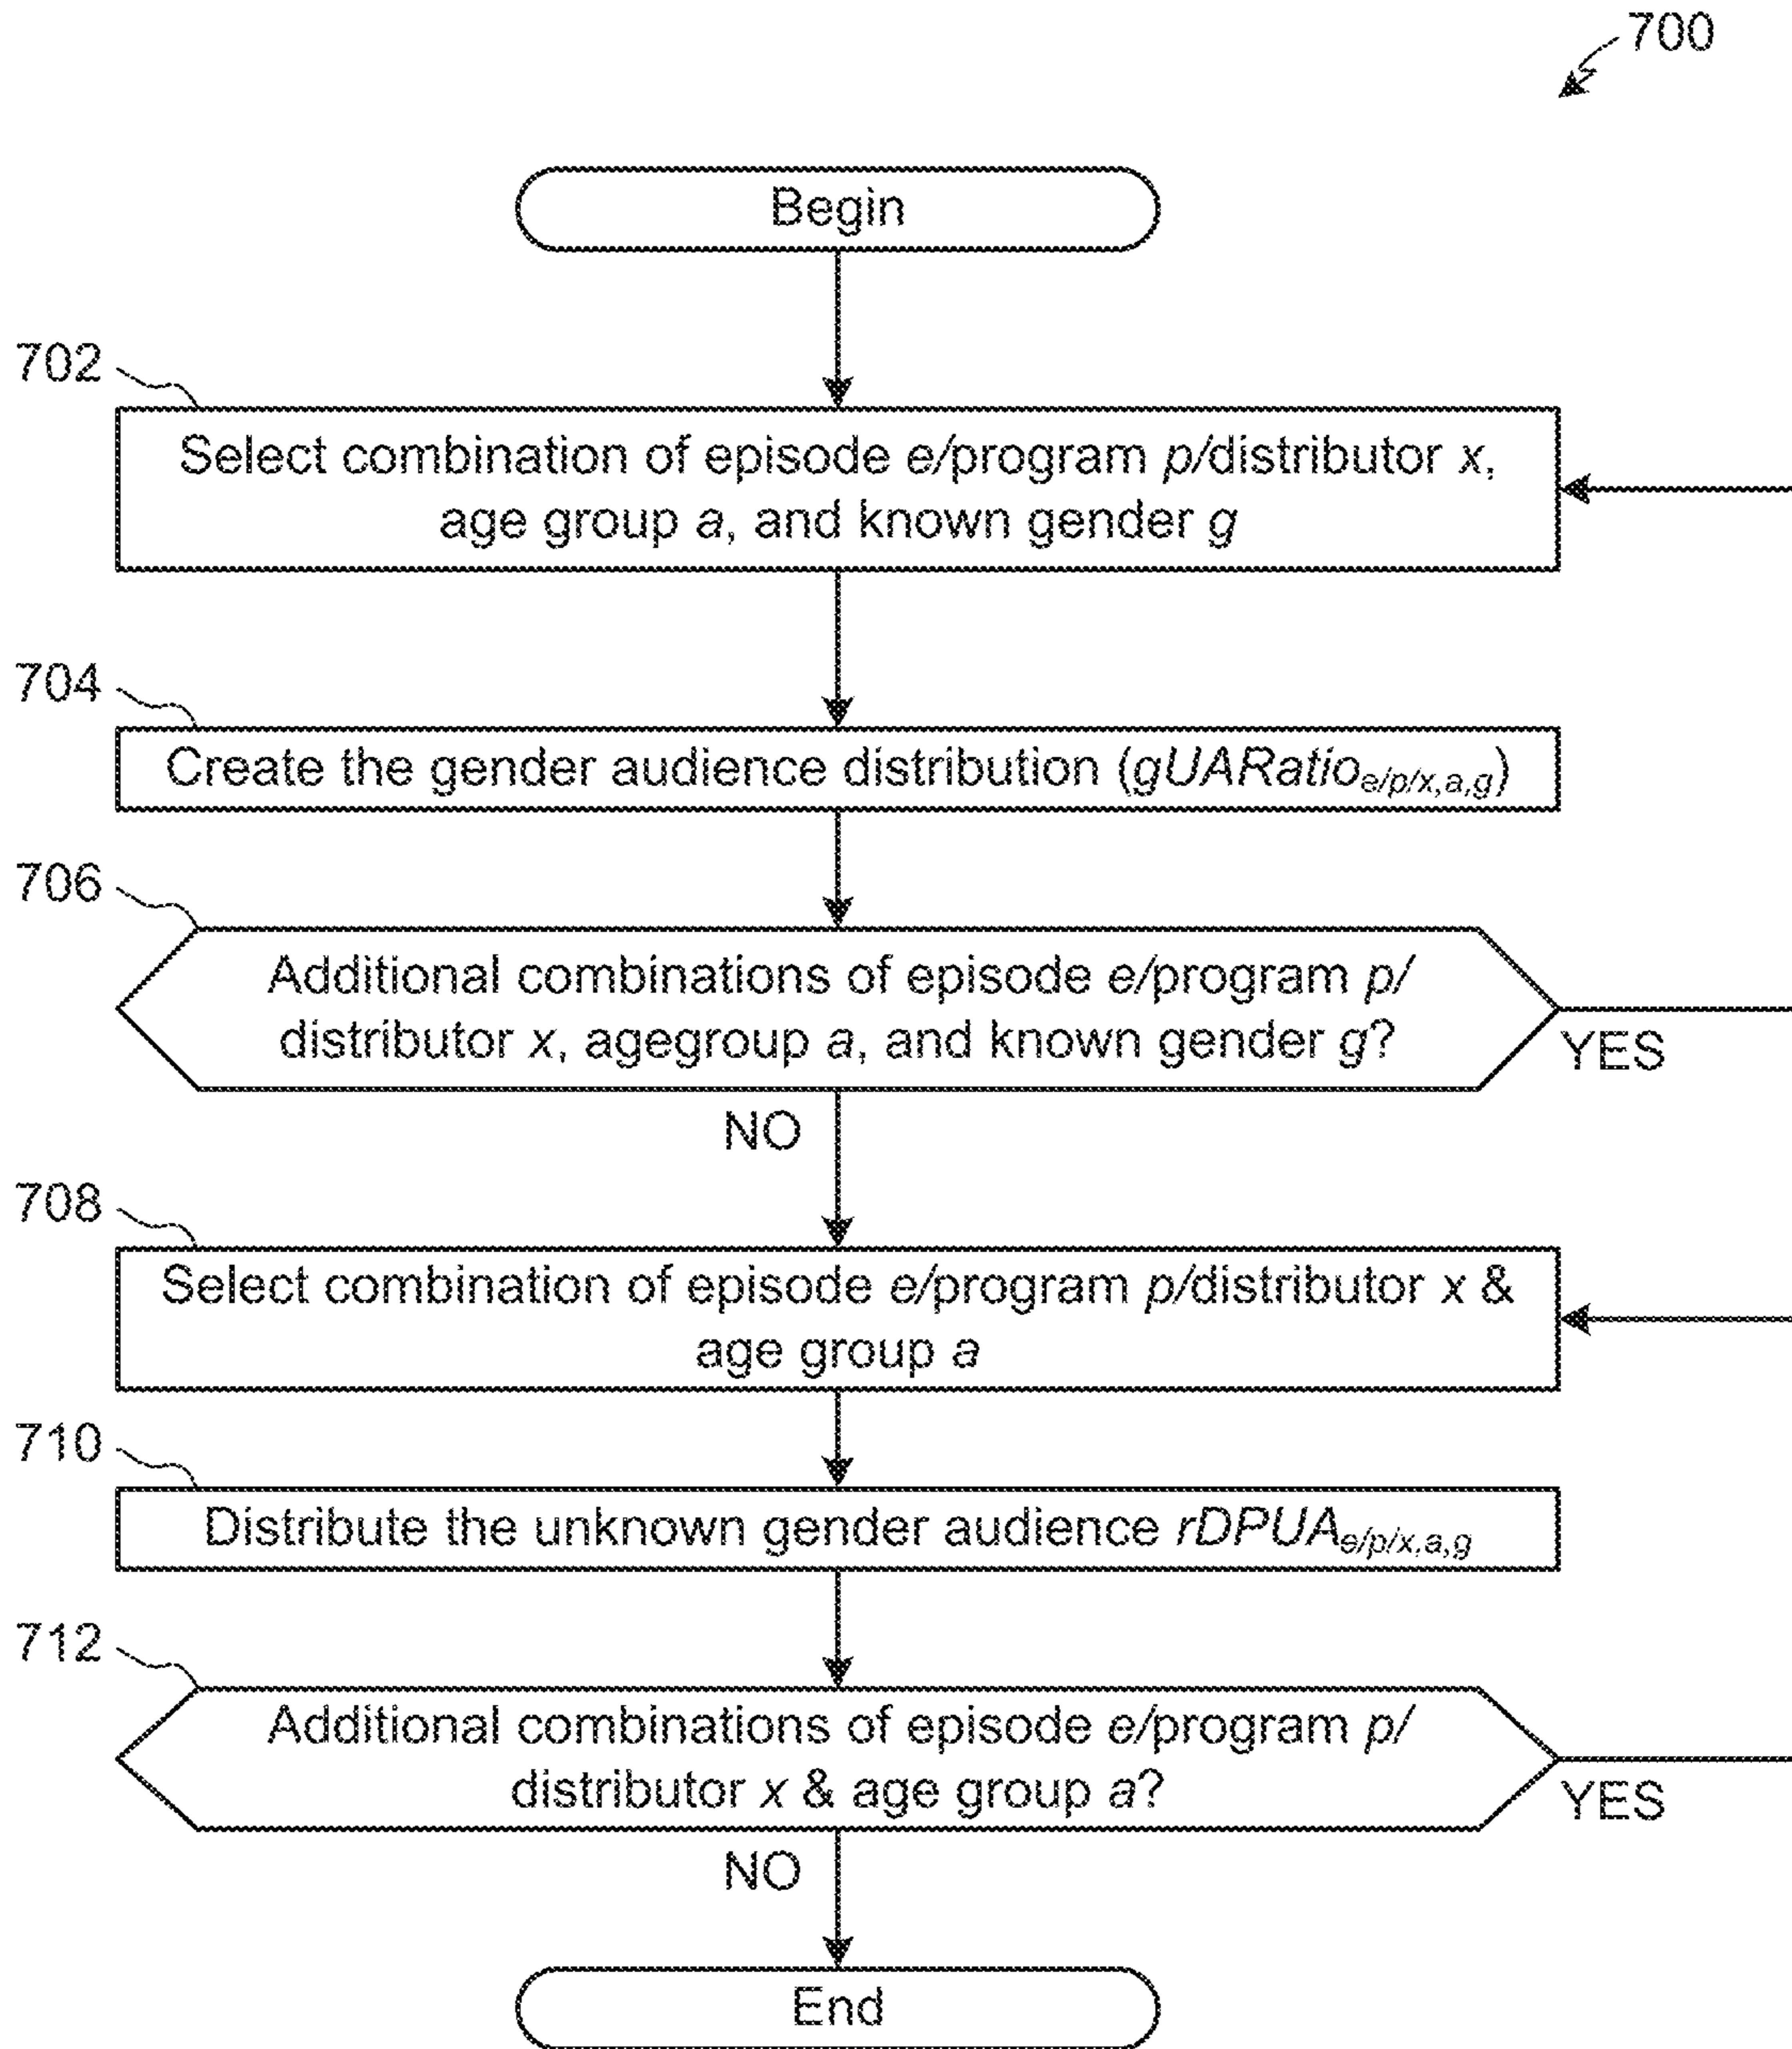 700
Begin
702
Select combination of episode e/program p/distributor x,
age group a, and known gender g
704
Create the gender audience distribution (gUARatio e/p/x,a,g)
706
Additional combinations of episode e/program p/
distributor x, agegroup a, and known gender g?
YES
NO
708
Select combination of episode e/program p/distributor x &
age group a
710
Distribute the unknown gender audience rDPUA e/p/x,a,g
712
Additional combinations of episode e/program p/
distributor x & age group a?
YES
NO
End